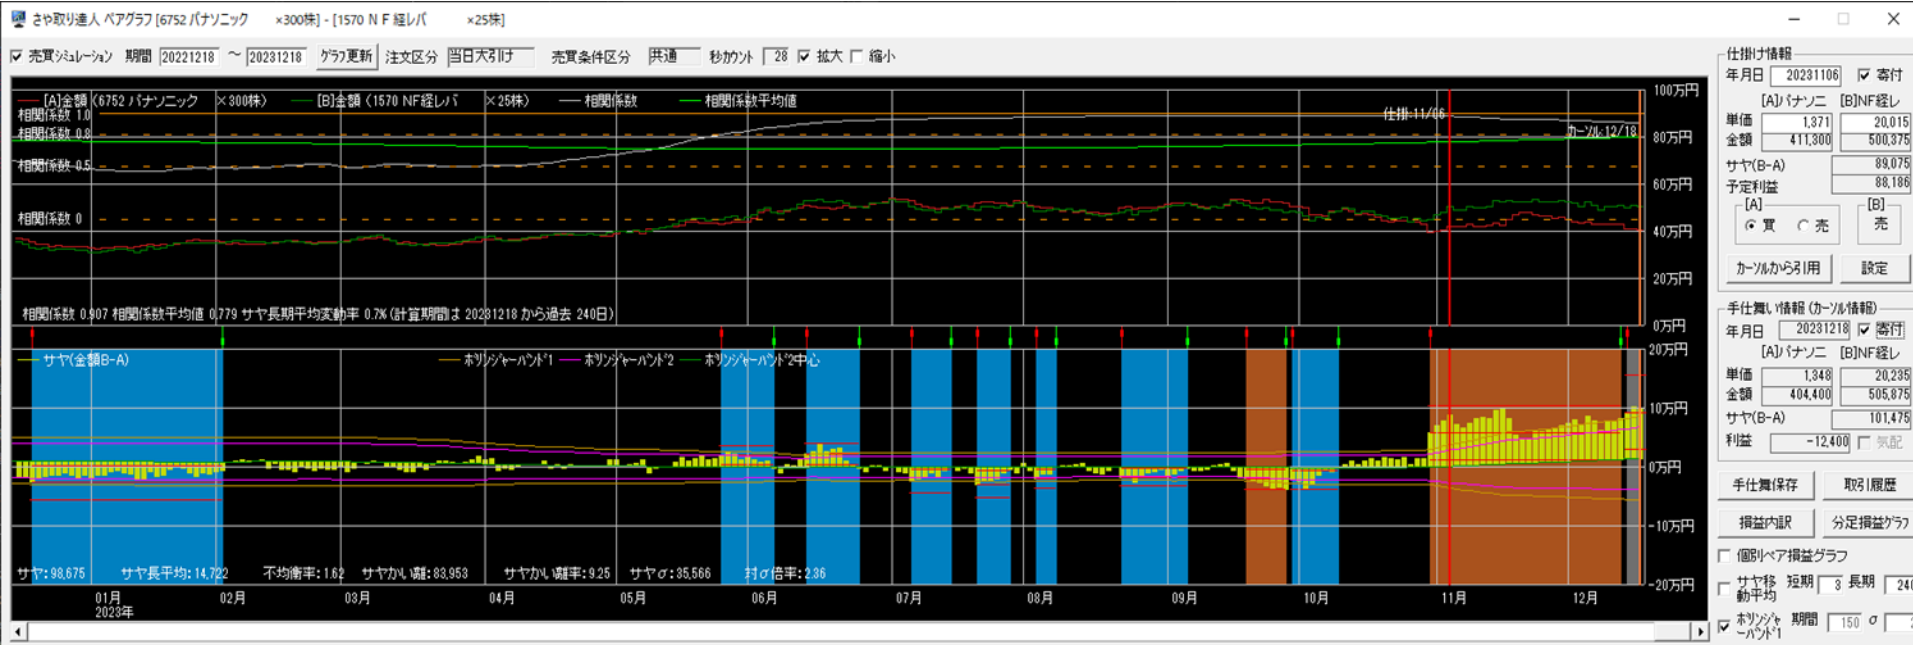 さや取り達人 ペアグラフ [6752 パナソニック ×300株] - [1570 N F 経レバ ×25株]
売買シミュレーション 期間 20221218 ～ 20231218 グラフ更新 注文区分 当日大引け 売買条件区分 共通 秒カウント 28 拡大 縮小
[A]金額 (6752 パナソニック ×300株) [B]金額 (1570 NF経レバ ×25株) 相関係数 相関係数平均値
相関係数 1.0
相関係数 0.8
相関係数 0.5
相関係数 0
仕掛:11/06
カーソル:12/18
100万円
80万円
60万円
40万円
20万円
0万円
相関係数 0.907 相関係数平均値 0.779 サヤ長期平均変動率 0.7% (計算期間は 20231218 から過去 240日)
サヤ(金額B-A) ボリンジャーバンド1 ボリンジャーバンド2 ボリンジャーバンド2中心
20万円
10万円
0万円
-10万円
-20万円
サヤ:98,675 サヤ長平均:14,722 不均衡率:1.62 サヤかい離:83,953 サヤかい離率:9.25 サヤσ:35,566 対σ倍率:2.36
01月 02月 03月 04月 05月 06月 07月 08月 09月 10月 11月 12月
2023年
仕掛け情報
年月日 20231106 寄付
[A]パナソニ [B]NF経レ
単価 1,371 20,015
金額 411,300 500,375
サヤ(B-A) 89,075
予定利益 88,186
[A] [B]
買 売 売
カーソルから引用 設定
手仕舞い情報 (カーソル情報)
年月日 20231218 寄付
[A]パナソニ [B]NF経レ
単価 1,348 20,235
金額 404,400 505,875
サヤ(B-A) 101,475
利益 -12,400 気配
手仕舞保存 取引履歴
損益内訳 分足損益グラフ
個別ペア損益グラフ
サヤ移動平均 短期 3 長期 240
ボリンジャーバンド1 期間 150 σ 2